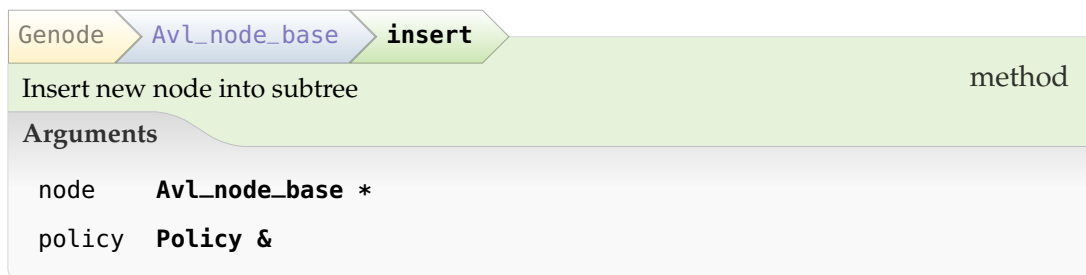 Genode Avl_node_base insert
method
Insert new node into subtree
Arguments
node Avl_node_base *
policy Policy &